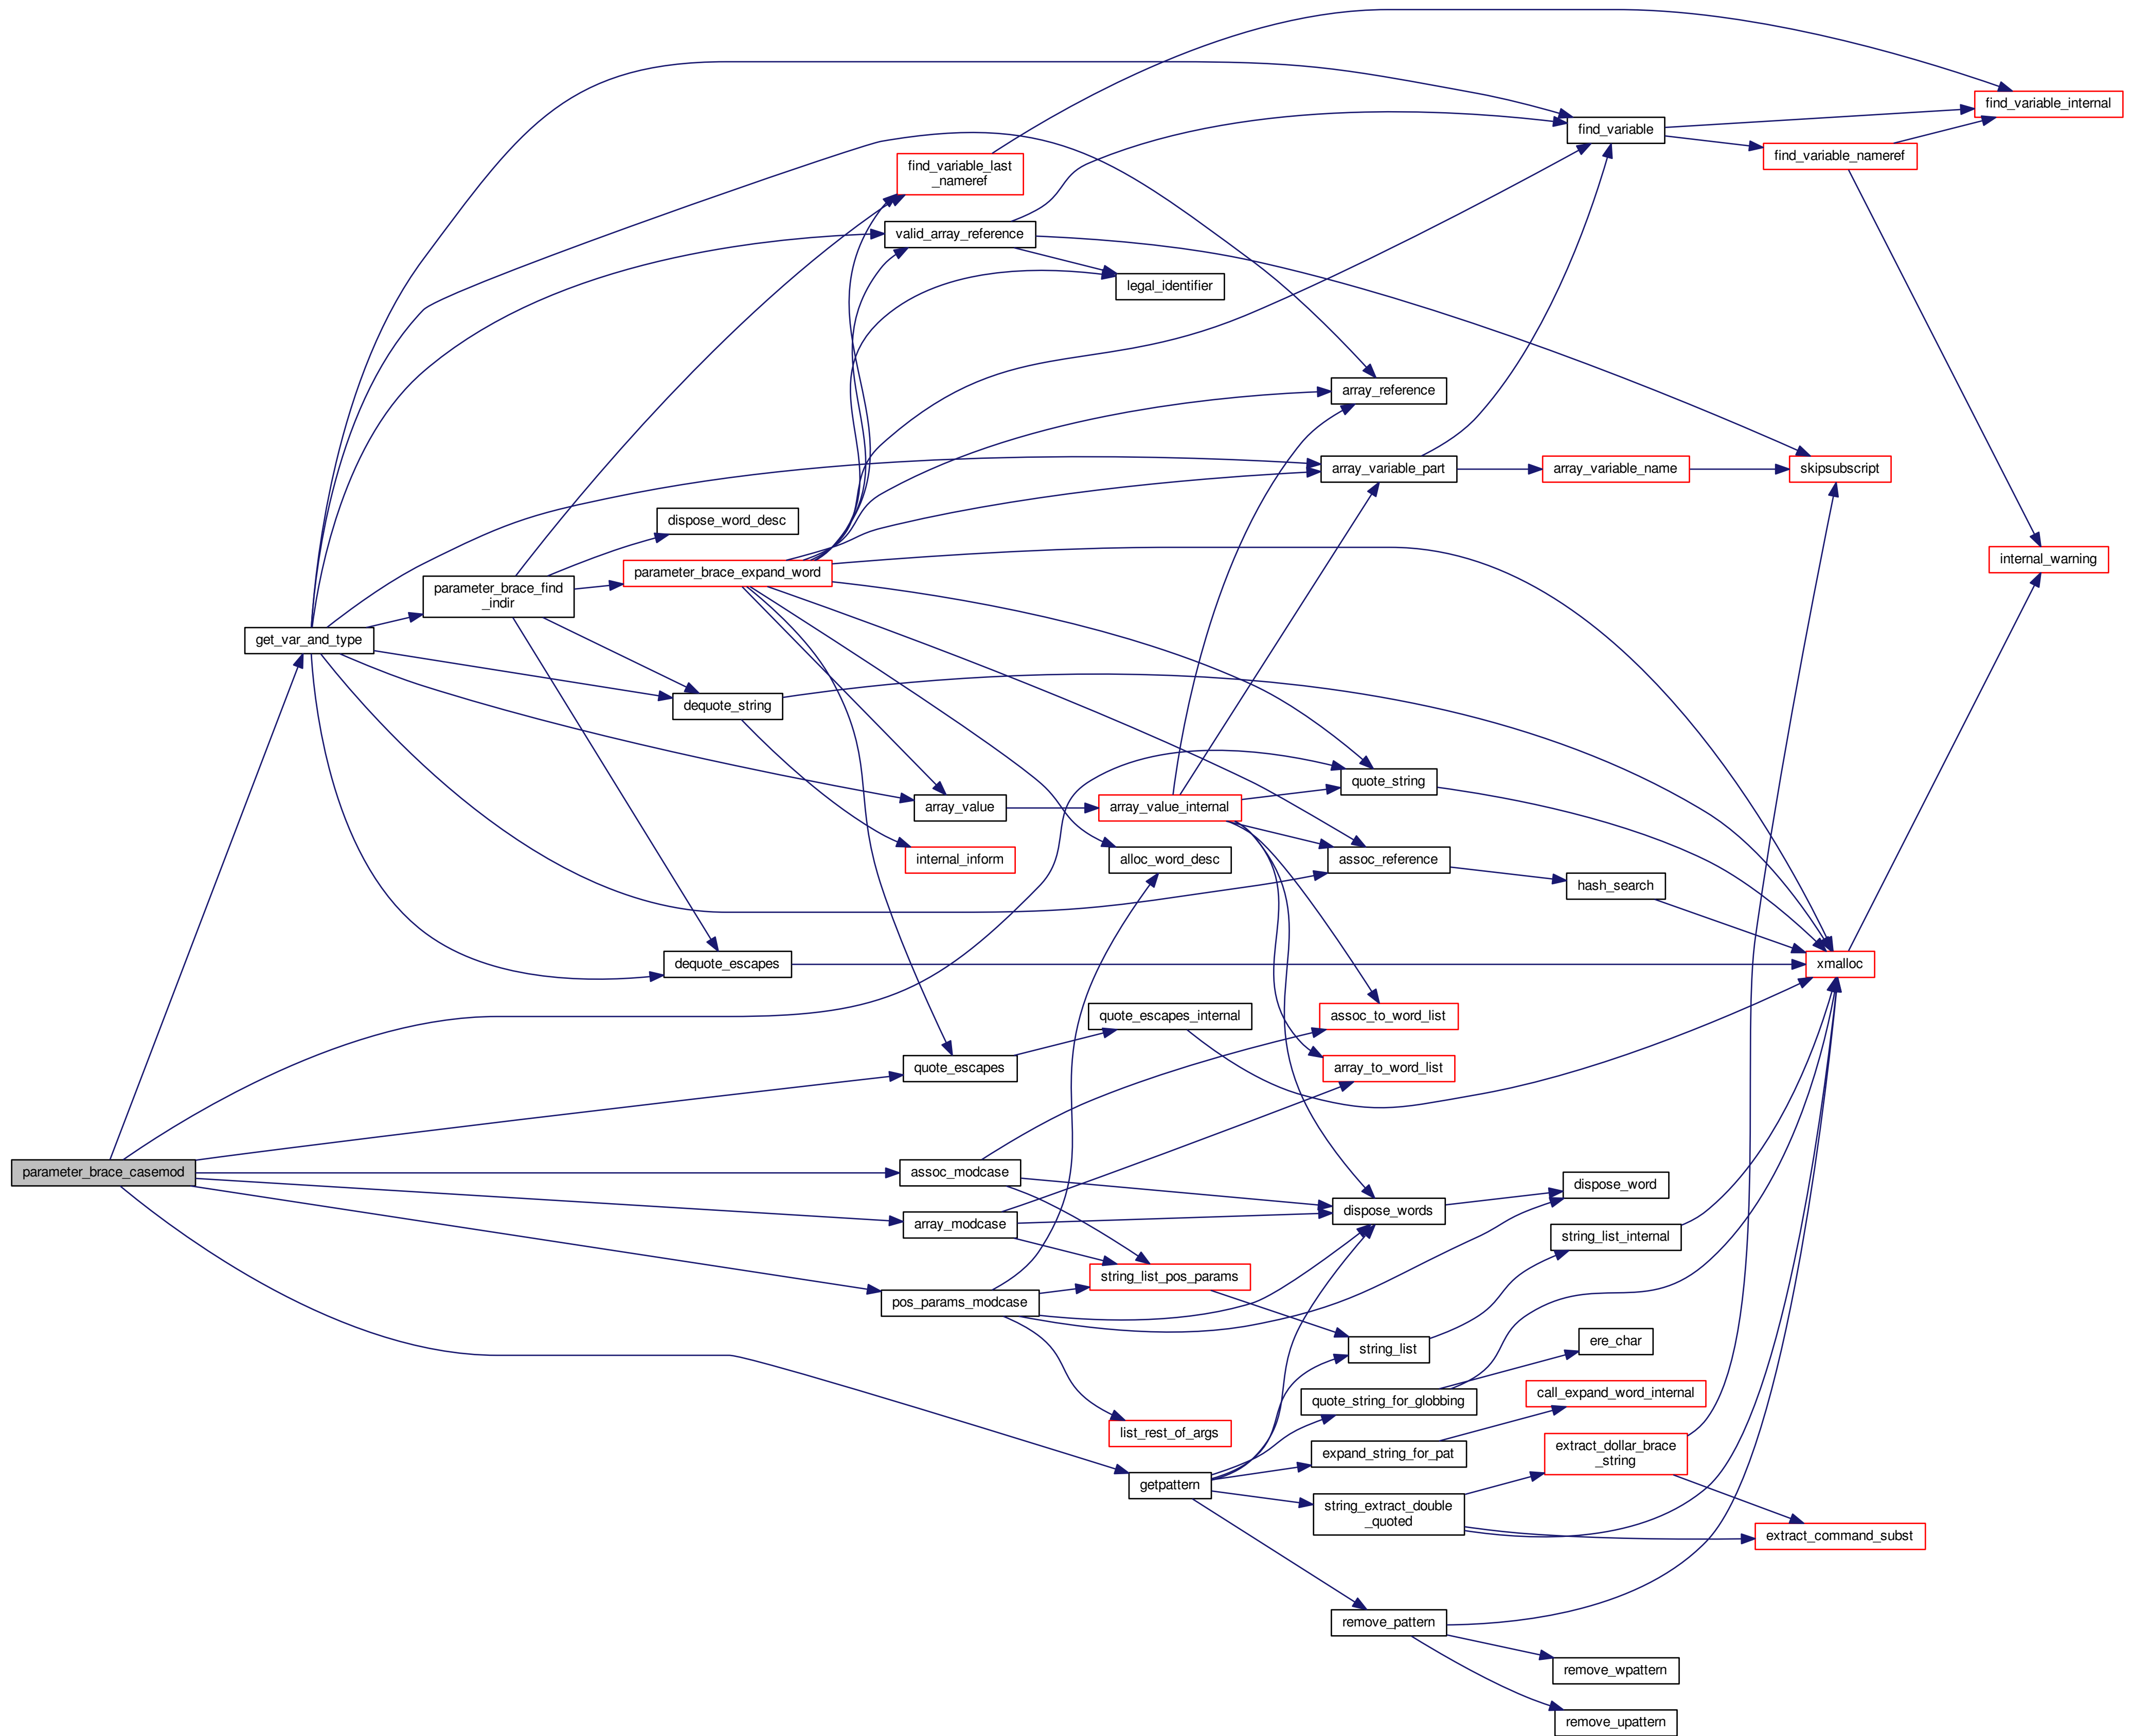 find_variable_internal
find_variable
find_variable_nameref
find_variable_last
_nameref
valid_array_reference
legal_identifier
array_reference
array_variable_part
array_variable_name
skipsubscript
dispose_word_desc
internal_warning
parameter_brace_expand_word
parameter_brace_find
_indir
get_var_and_type
dequote_string
quote_string
array_value
array_value_internal
internal_inform
alloc_word_desc
assoc_reference
hash_search
dequote_escapes
xmalloc
quote_escapes_internal
assoc_to_word_list
quote_escapes
array_to_word_list
parameter_brace_casemod
assoc_modcase
dispose_word
array_modcase
dispose_words
string_list_internal
string_list_pos_params
pos_params_modcase
ere_char
string_list
call_expand_word_internal
quote_string_for_globbing
list_rest_of_args
expand_string_for_pat
extract_dollar_brace
_string
getpattern
string_extract_double
_quoted
extract_command_subst
remove_pattern
remove_wpattern
remove_upattern